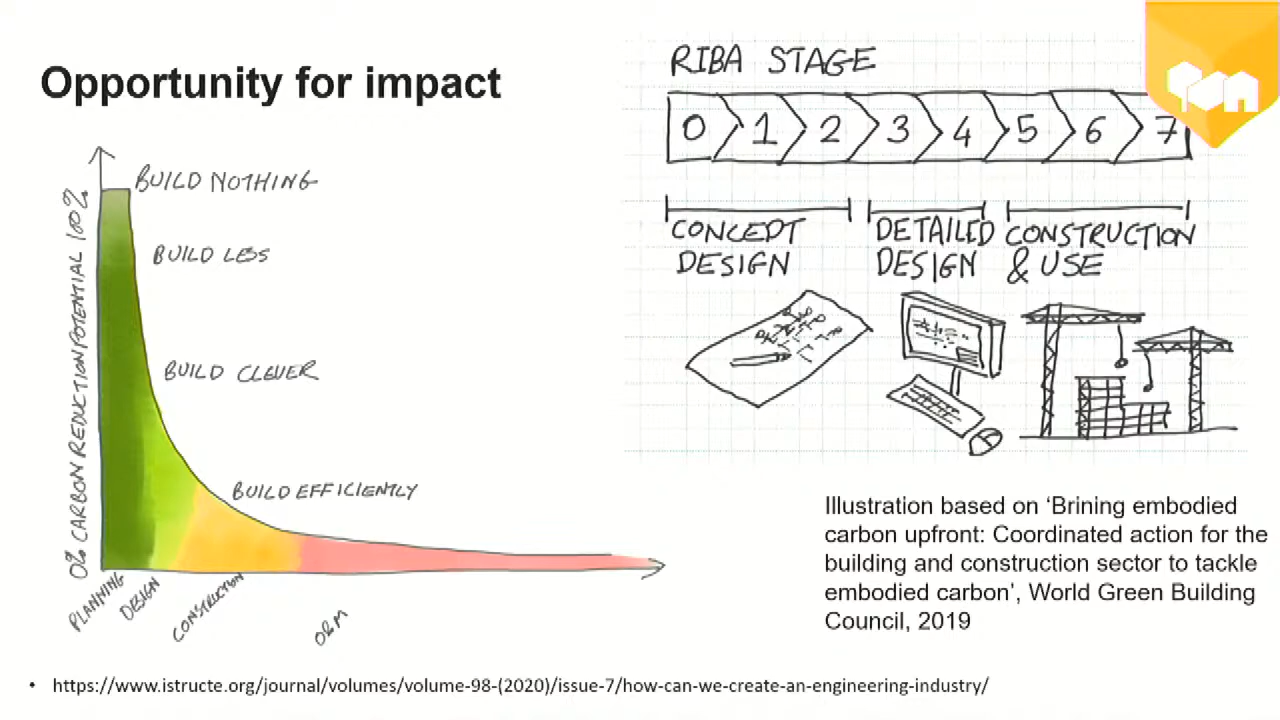 Opportunity for impact
0% CARBON REDUCTION POTENTIAL 100%
BUILD NOTHING
BUILD LESS
BUILD CLEVER
BUILD EFFICIENTLY
PLANNING
DESIGN
CONSTRUCTION
O&M
RIBA STAGE
0 1 2 3 4 5 6 7
CONCEPT
DESIGN
DETAILED
DESIGN
CONSTRUCTION
& USE
Illustration based on ‘Brining embodied
carbon upfront: Coordinated action for the
building and construction sector to tackle
embodied carbon’, World Green Building
Council, 2019
• https://www.istructe.org/journal/volumes/volume-98-(2020)/issue-7/how-can-we-create-an-engineering-industry/